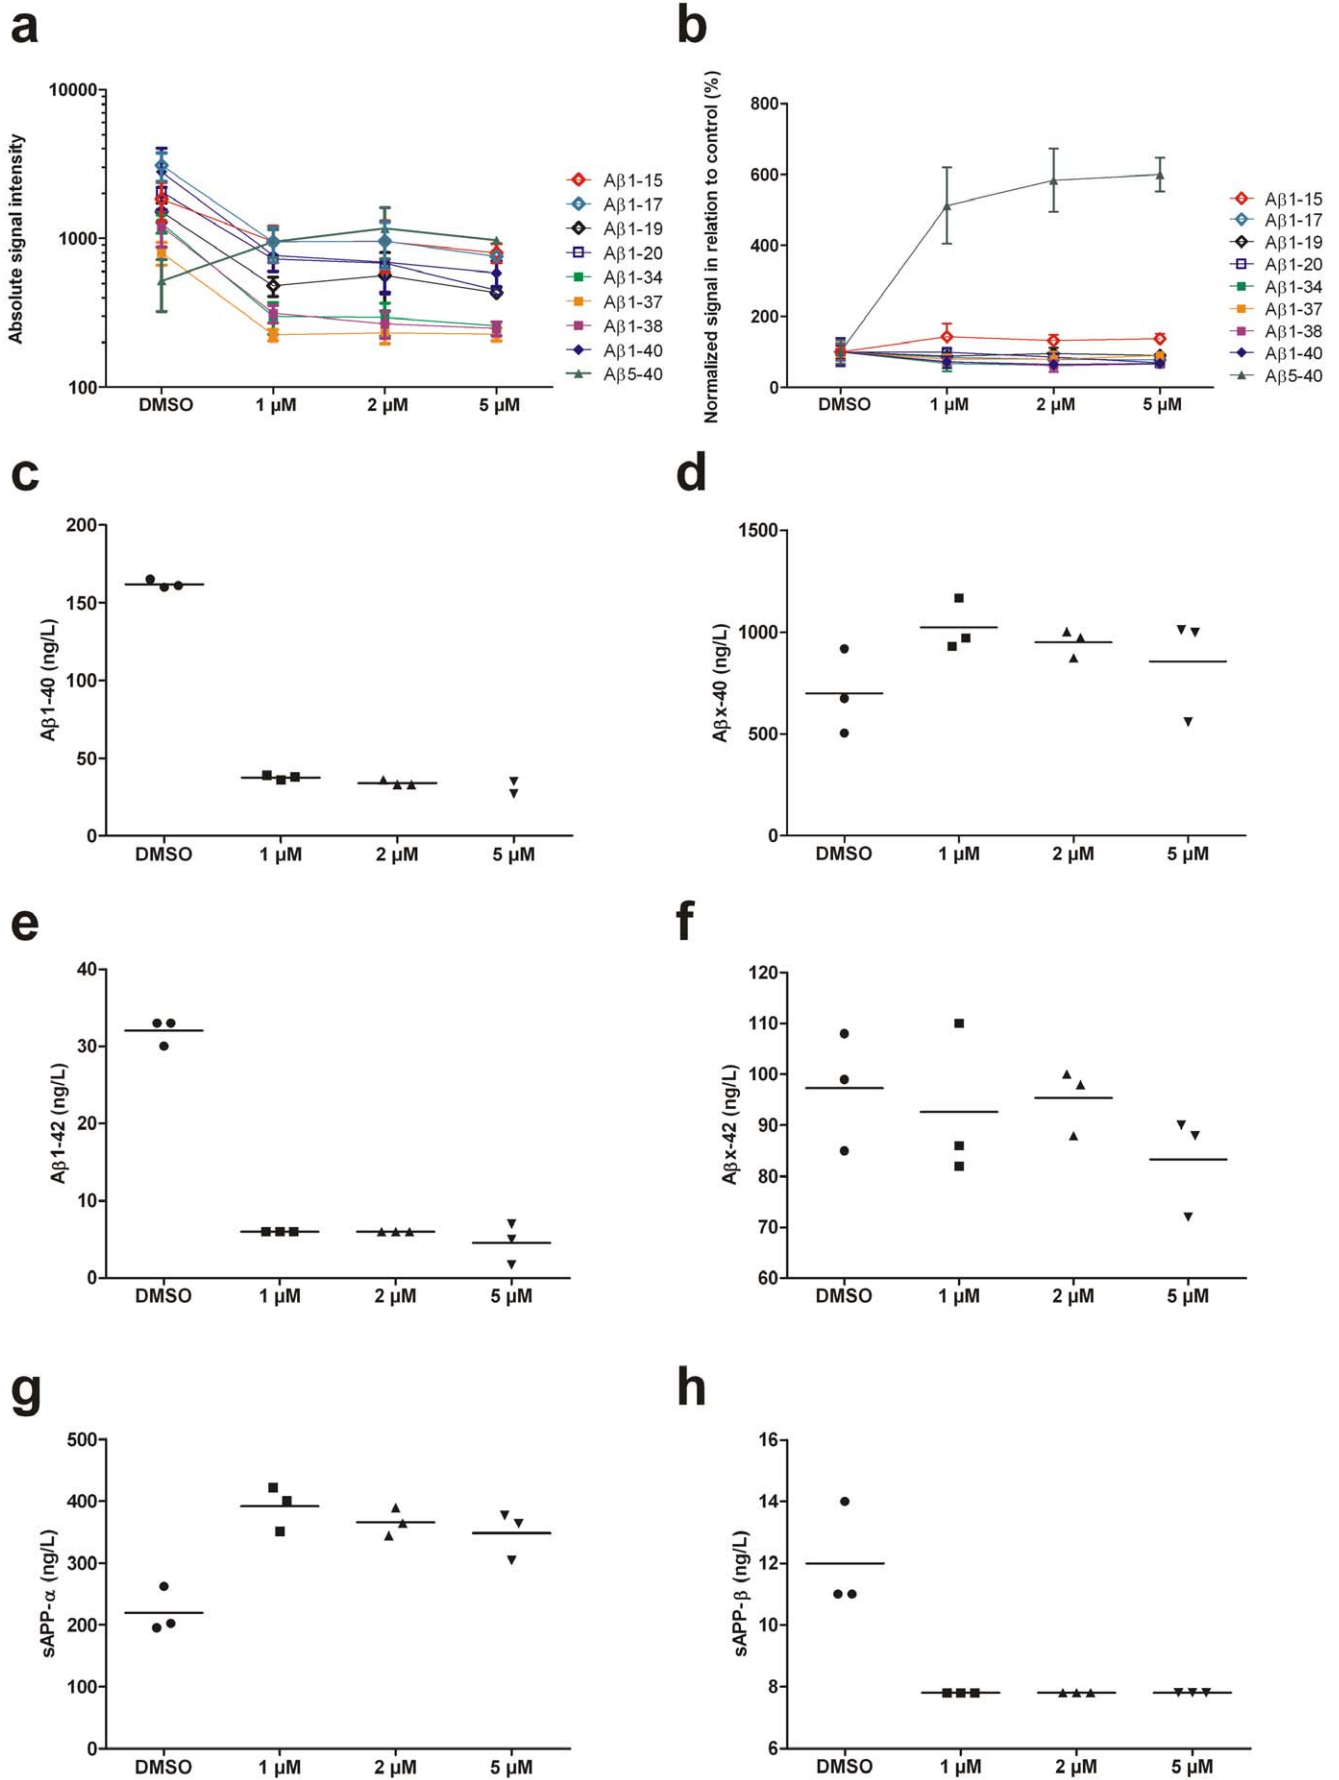 a
Absolute signal intensity
10000
1000
100
DMSO 1 µM 2 µM 5 µM
Aβ1-15
Aβ1-17
Aβ1-19
Aβ1-20
Aβ1-34
Aβ1-37
Aβ1-38
Aβ1-40
Aβ5-40
b
Normalized signal in relation to control (%)
800
600
400
200
0
DMSO 1 µM 2 µM 5 µM
Aβ1-15
Aβ1-17
Aβ1-19
Aβ1-20
Aβ1-34
Aβ1-37
Aβ1-38
Aβ1-40
Aβ5-40
c
Aβ1-40 (ng/L)
200
150
100
50
0
DMSO 1 µM 2 µM 5 µM
d
Aβx-40 (ng/L)
1500
1000
500
0
DMSO 1 µM 2 µM 5 µM
e
Aβ1-42 (ng/L)
40
30
20
10
0
DMSO 1 µM 2 µM 5 µM
f
Aβx-42 (ng/L)
120
110
100
90
80
70
60
DMSO 1 µM 2 µM 5 µM
g
sAPP-α (ng/L)
500
400
300
200
100
0
DMSO 1 µM 2 µM 5 µM
h
sAPP-β (ng/L)
16
14
12
10
8
6
DMSO 1 µM 2 µM 5 µM